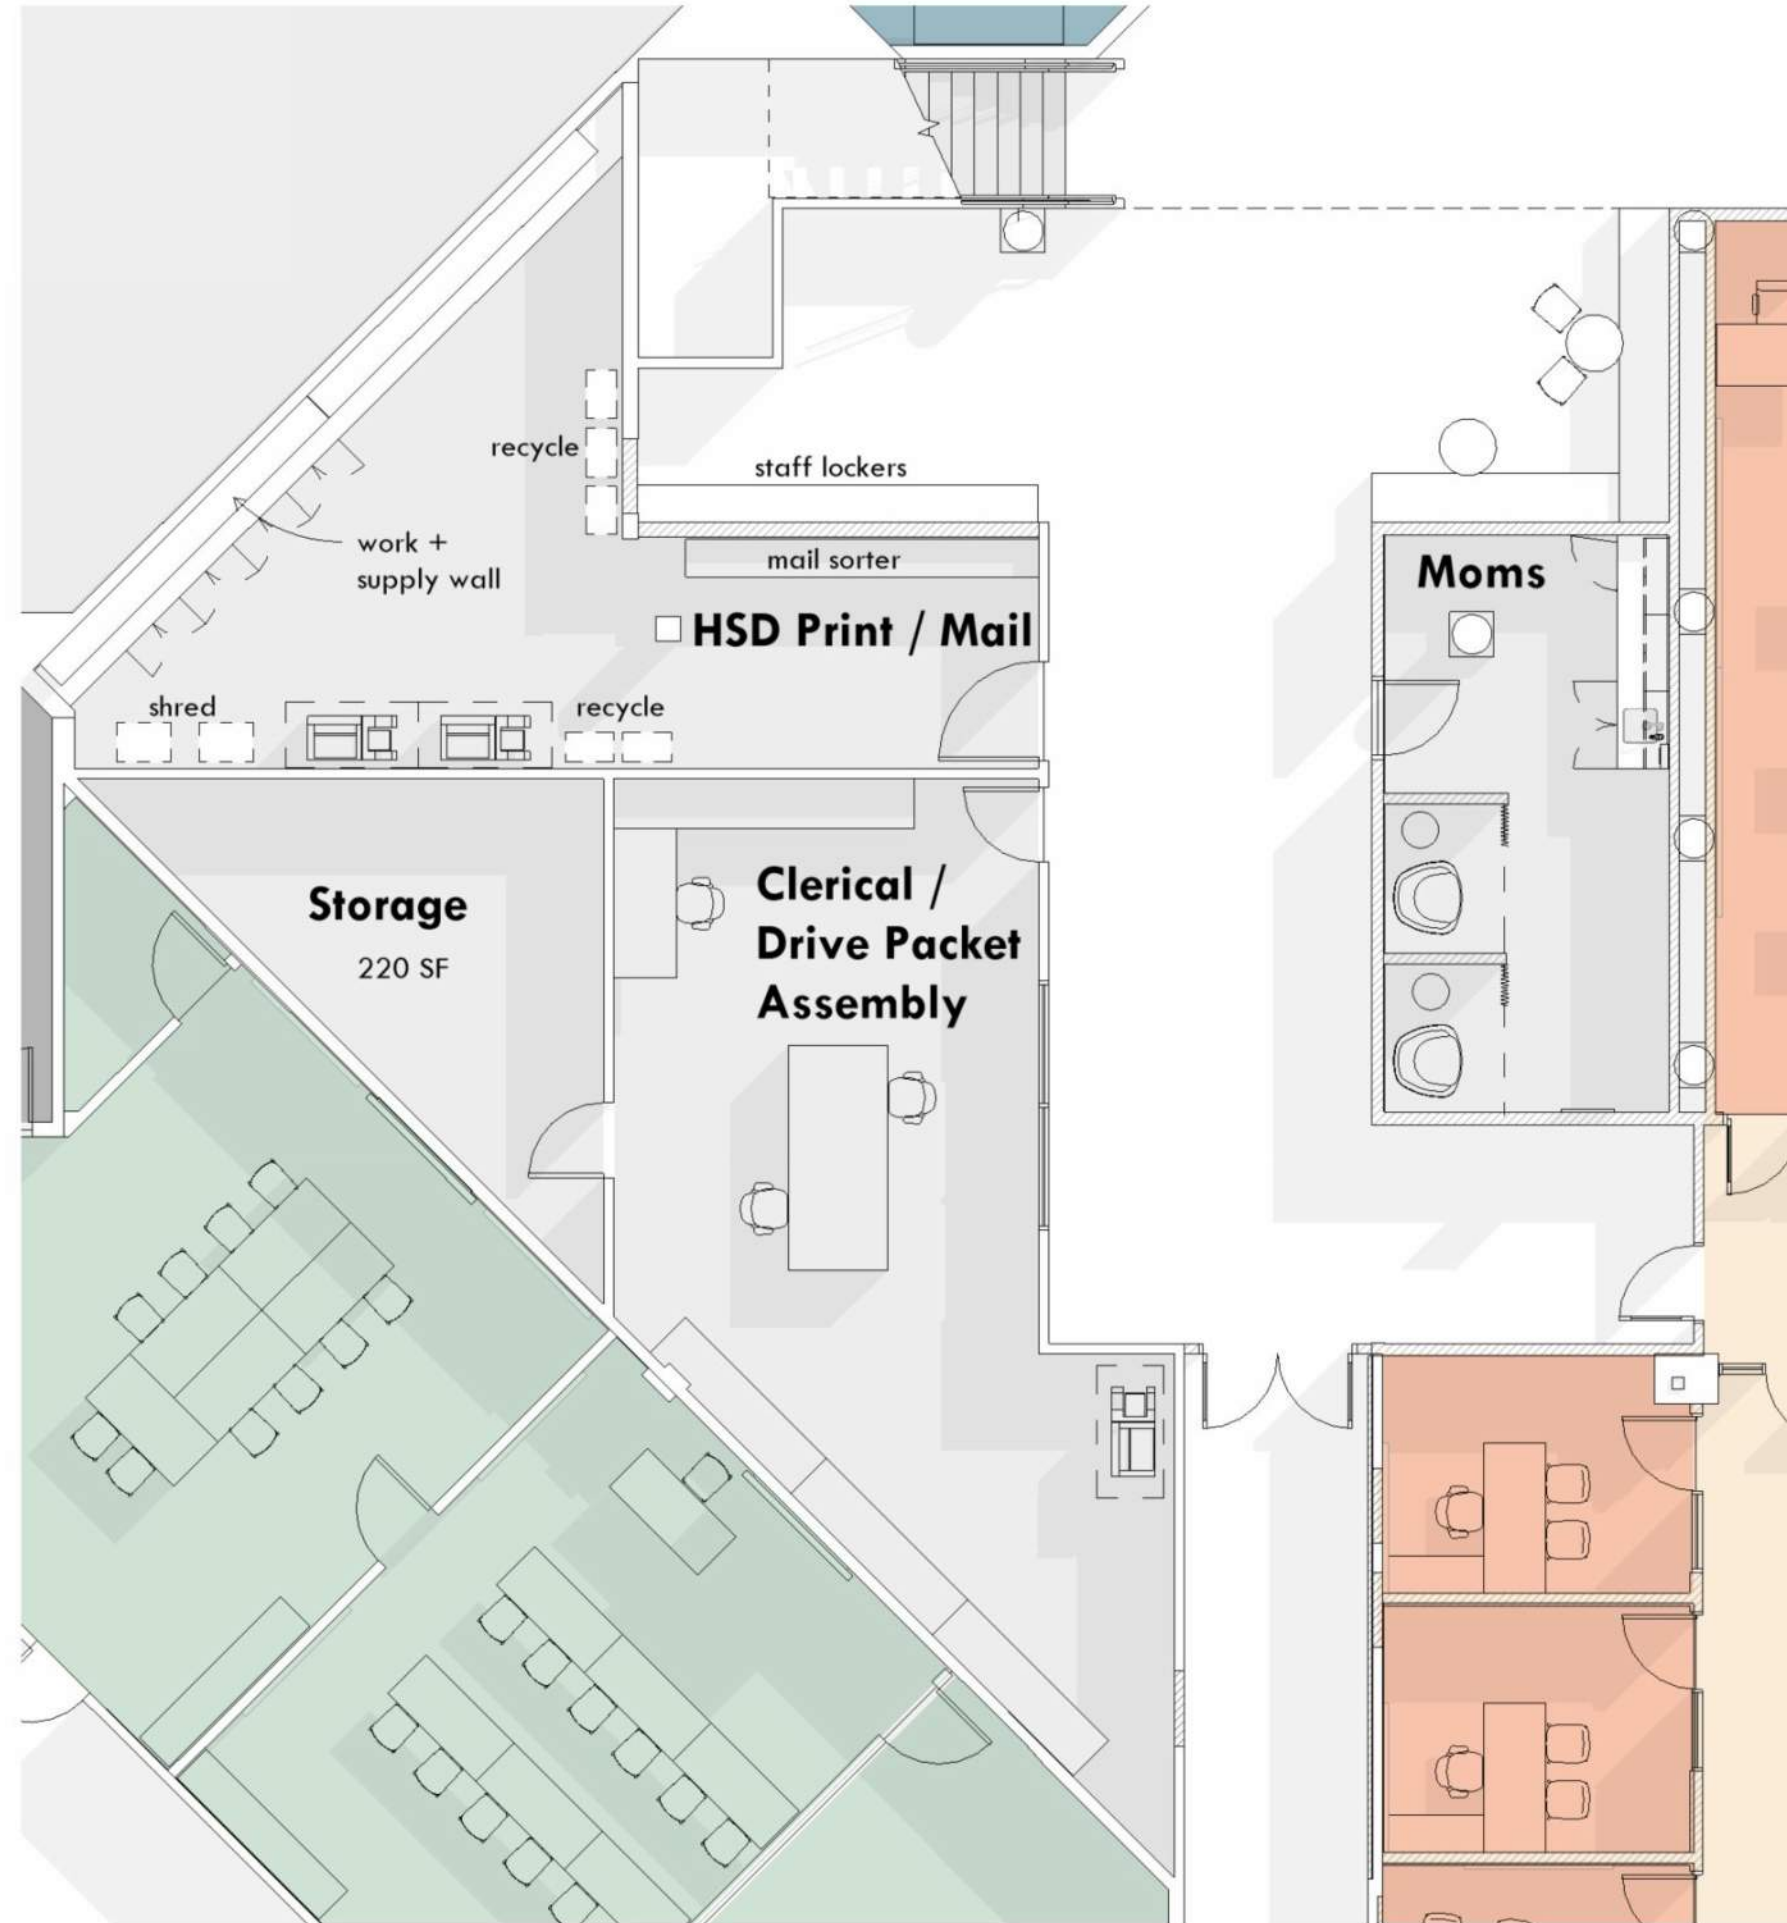 recycle
staff lockers
work +
supply wall
mail sorter
Moms
HSD Print / Mail
shred
recycle
Storage
220 SF
Clerical /
Drive Packet
Assembly